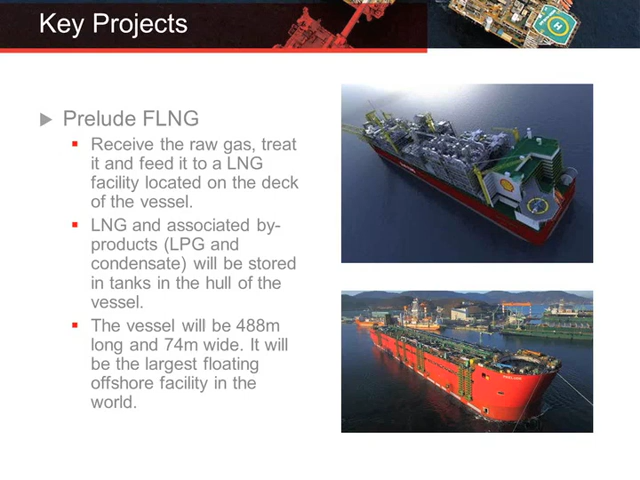 Key Projects
Prelude FLNG
Receive the raw gas, treat
it and feed it to a LNG
facility located on the deck
of the vessel.
LNG and associated by-
products (LPG and
condensate) will be stored
in tanks in the hull of the
vessel.
The vessel will be 488m
long and 74m wide. It will
be the largest floating
offshore facility in the
world.